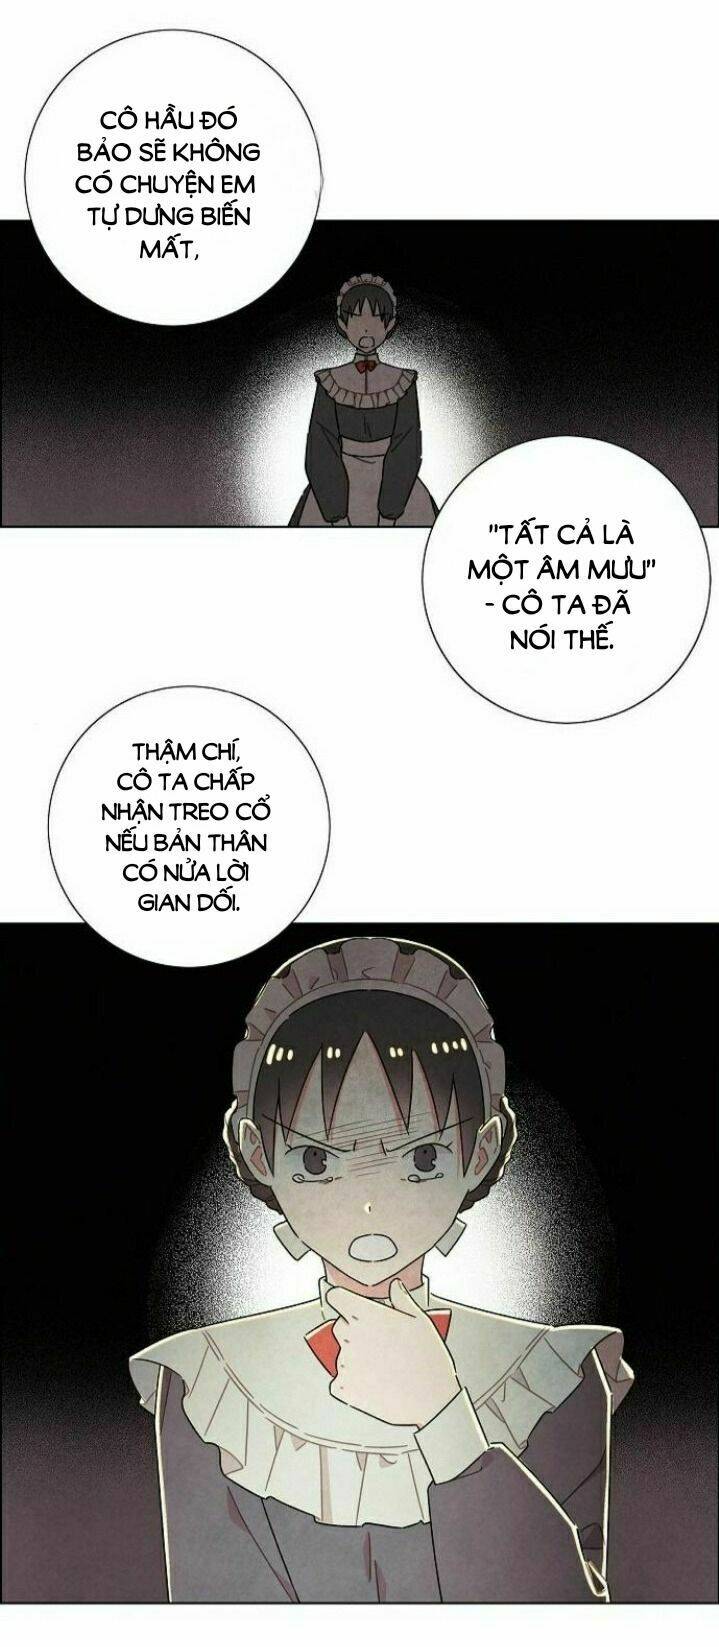 CÔ HẦU ĐÓ
BẢO SẼ KHÔNG
CÓ CHUYỆN EM
TỰ DƯNG BIẾN
MẤT,
"TẤT CẢ LÀ
MỘT ÂM MƯU"
- CÔ TA ĐÃ
NÓI THẾ.
THẬM CHÍ,
CÔ TA CHẤP
NHẬN TREO CỔ
NẾU BẢN THÂN
CÓ NỬA LỜI
GIAN DỐI.